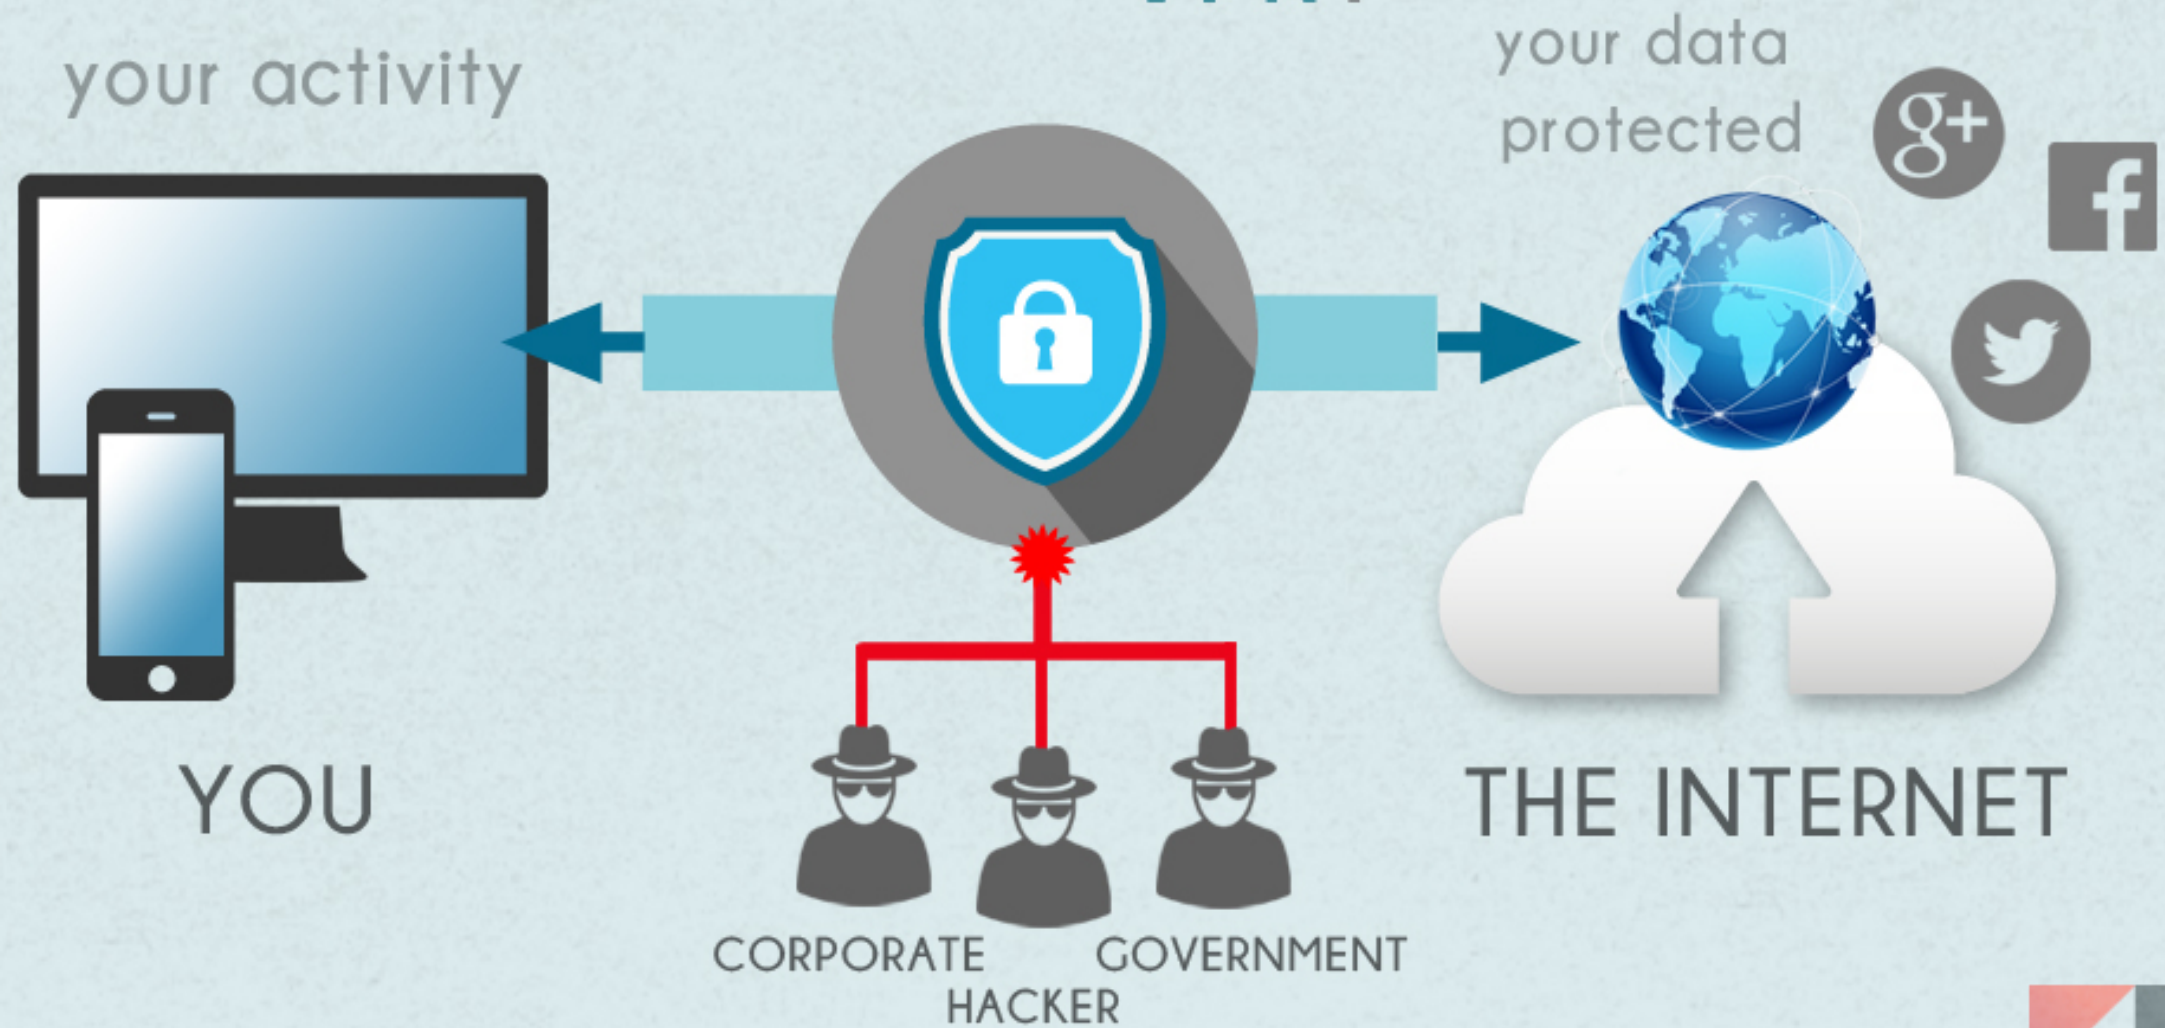 your activity
your data
protected
g+
f
YOU
THE INTERNET
CORPORATE
GOVERNMENT
HACKER